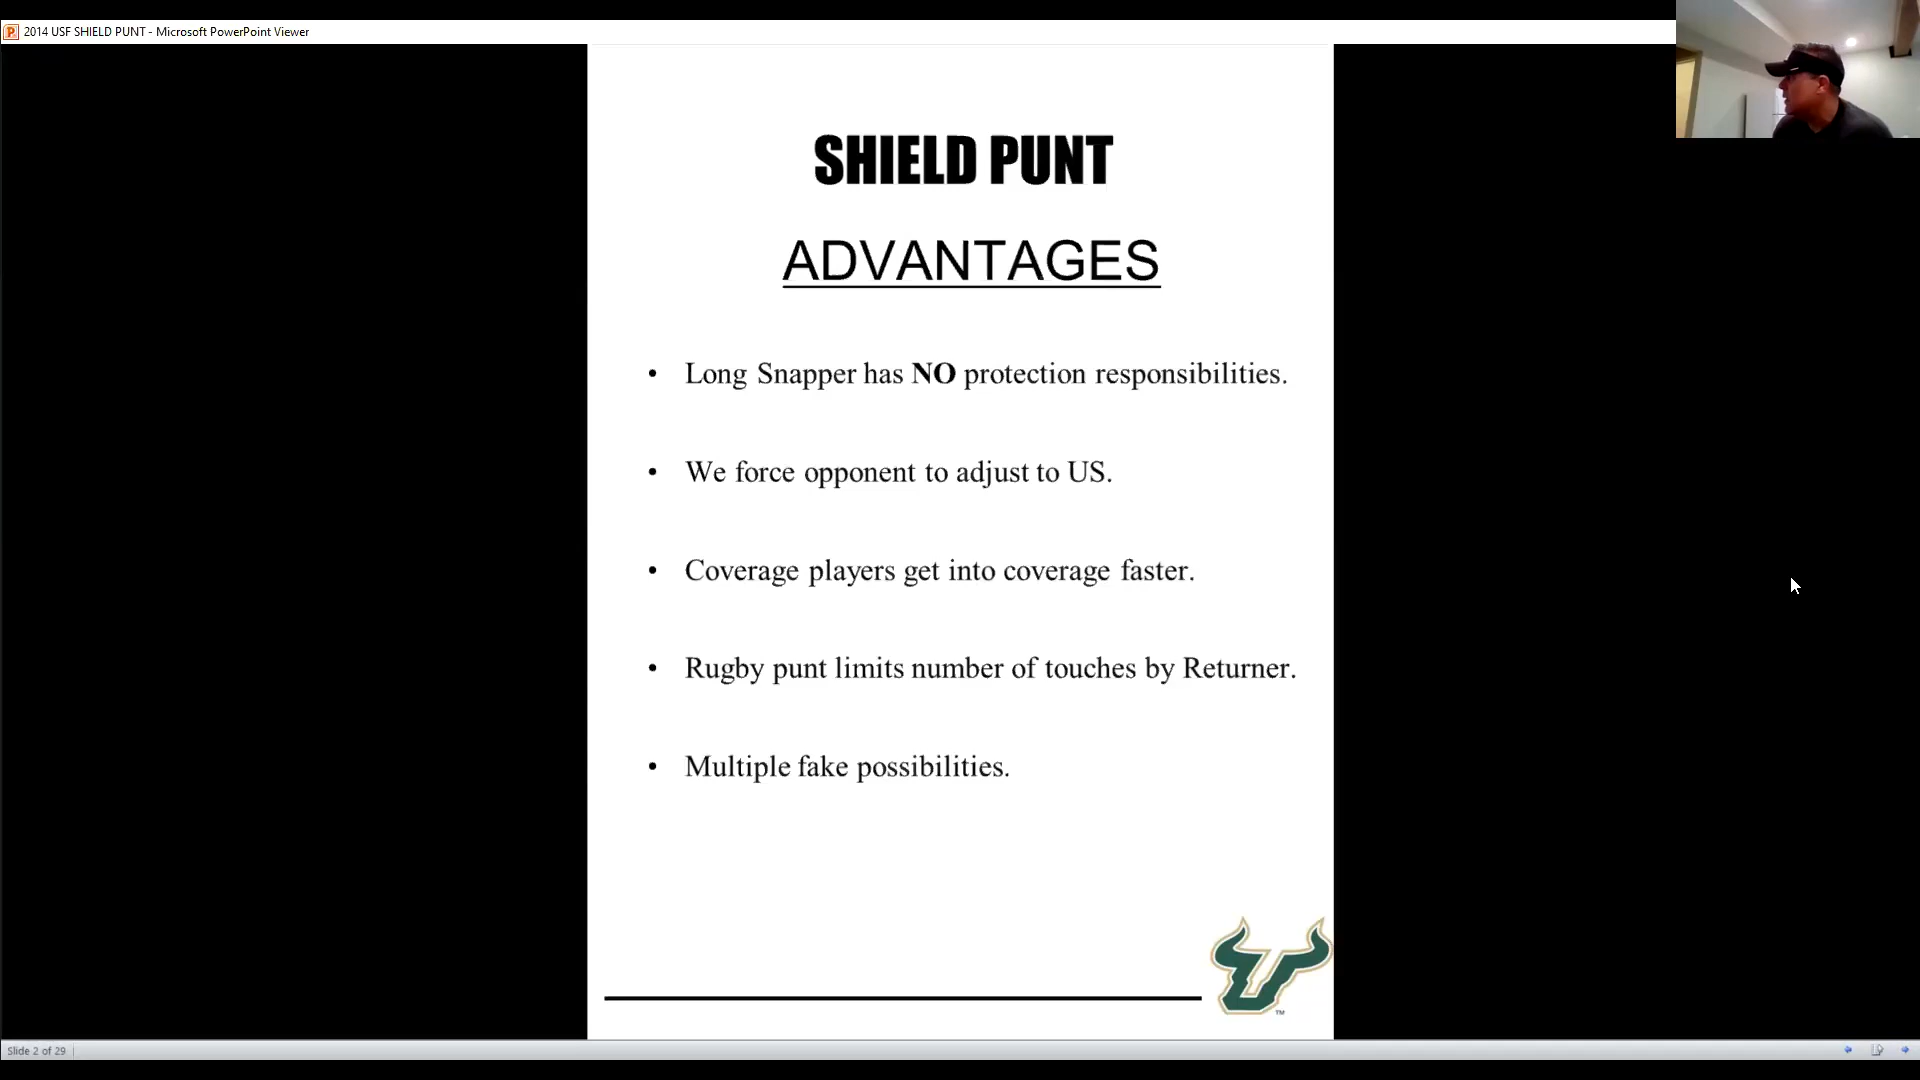 2014 USF SHIELD PUNT - Microsoft PowerPoint Viewer
SHIELD PUNT
ADVANTAGES
• Long Snapper has NO protection responsibilities.
• We force opponent to adjust to US.
• Coverage players get into coverage faster.
• Rugby punt limits number of touches by Returner.
• Multiple fake possibilities.
TM
Slide 2 of 29